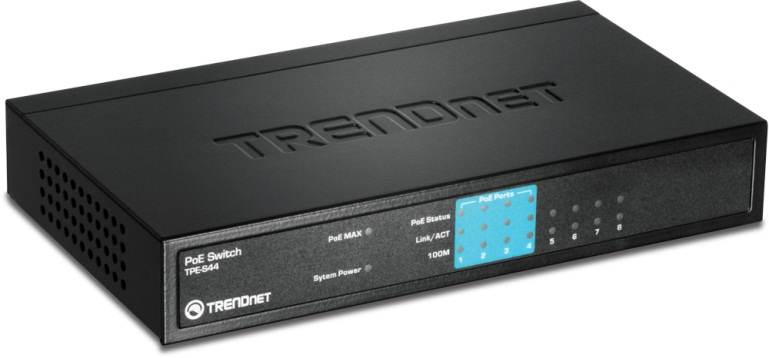 TRENDNET
PoE Ports
PoE Status
PoE MAX
Link/ACT
100M
1 2 3 4 5 6 7 8
PoE Switch
TPE-S44
Sytem Power
TRENDNET